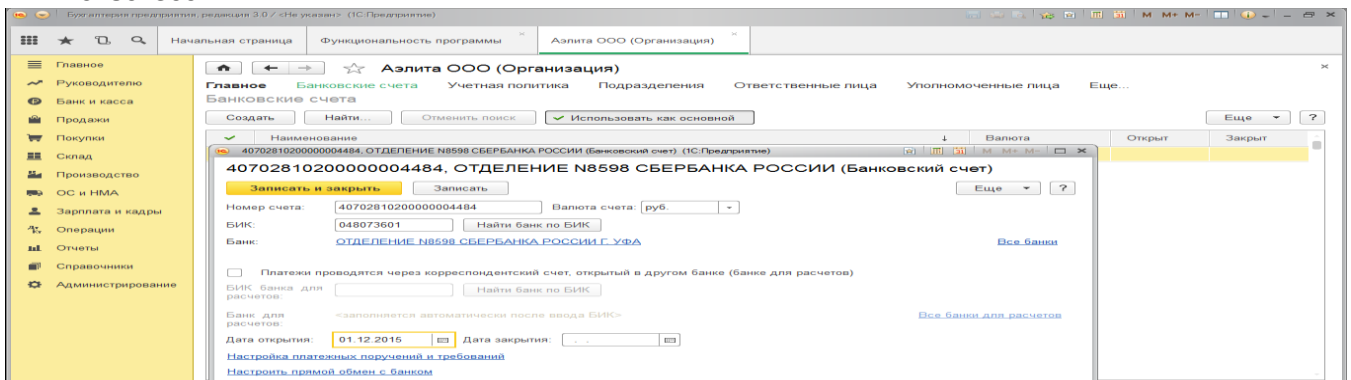 Бухгалтерия предприятия, редакция 3.0 / <Не указан> (1С:Предприятие) M M+ M-
Начальная страница Функциональность программы Аэлита ООО (Организация)
Главное
Руководителю
Банк и касса
Продажи
Покупки
Склад
Производство
ОС и НМА
Зарплата и кадры
Операции
Отчеты
Справочники
Администрирование
Аэлита ООО (Организация)
Главное Банковские счета Учетная политика Подразделения Ответственные лица Уполномоченные лица Еще...
Банковские счета
Создать Найти... Отменить поиск Использовать как основной Еще ?
Наименование Валюта Открыт Закрыт
40702810200000004484, ОТДЕЛЕНИЕ N8598 СБЕРБАНКА РОССИИ (Банковский счет) (1С:Предприятие) M M+ M-
40702810200000004484, ОТДЕЛЕНИЕ N8598 СБЕРБАНКА РОССИИ (Банковский счет)
Записать и закрыть Записать Еще ?
Номер счета: 40702810200000004484 Валюта счета: руб.
БИК: 048073601 Найти банк по БИК
Банк: ОТДЕЛЕНИЕ N8598 СБЕРБАНКА РОССИИ Г. УФА Все банки
Платежи проводятся через корреспондентский счет, открытый в другом банке (банке для расчетов)
БИК банка для расчетов: Найти банк по БИК
Банк для расчетов: <заполняется автоматически после ввода БИК> Все банки для расчетов
Дата открытия: 01.12.2015 Дата закрытия: . .
Настройка платежных поручений и требований
Настроить прямой обмен с банком